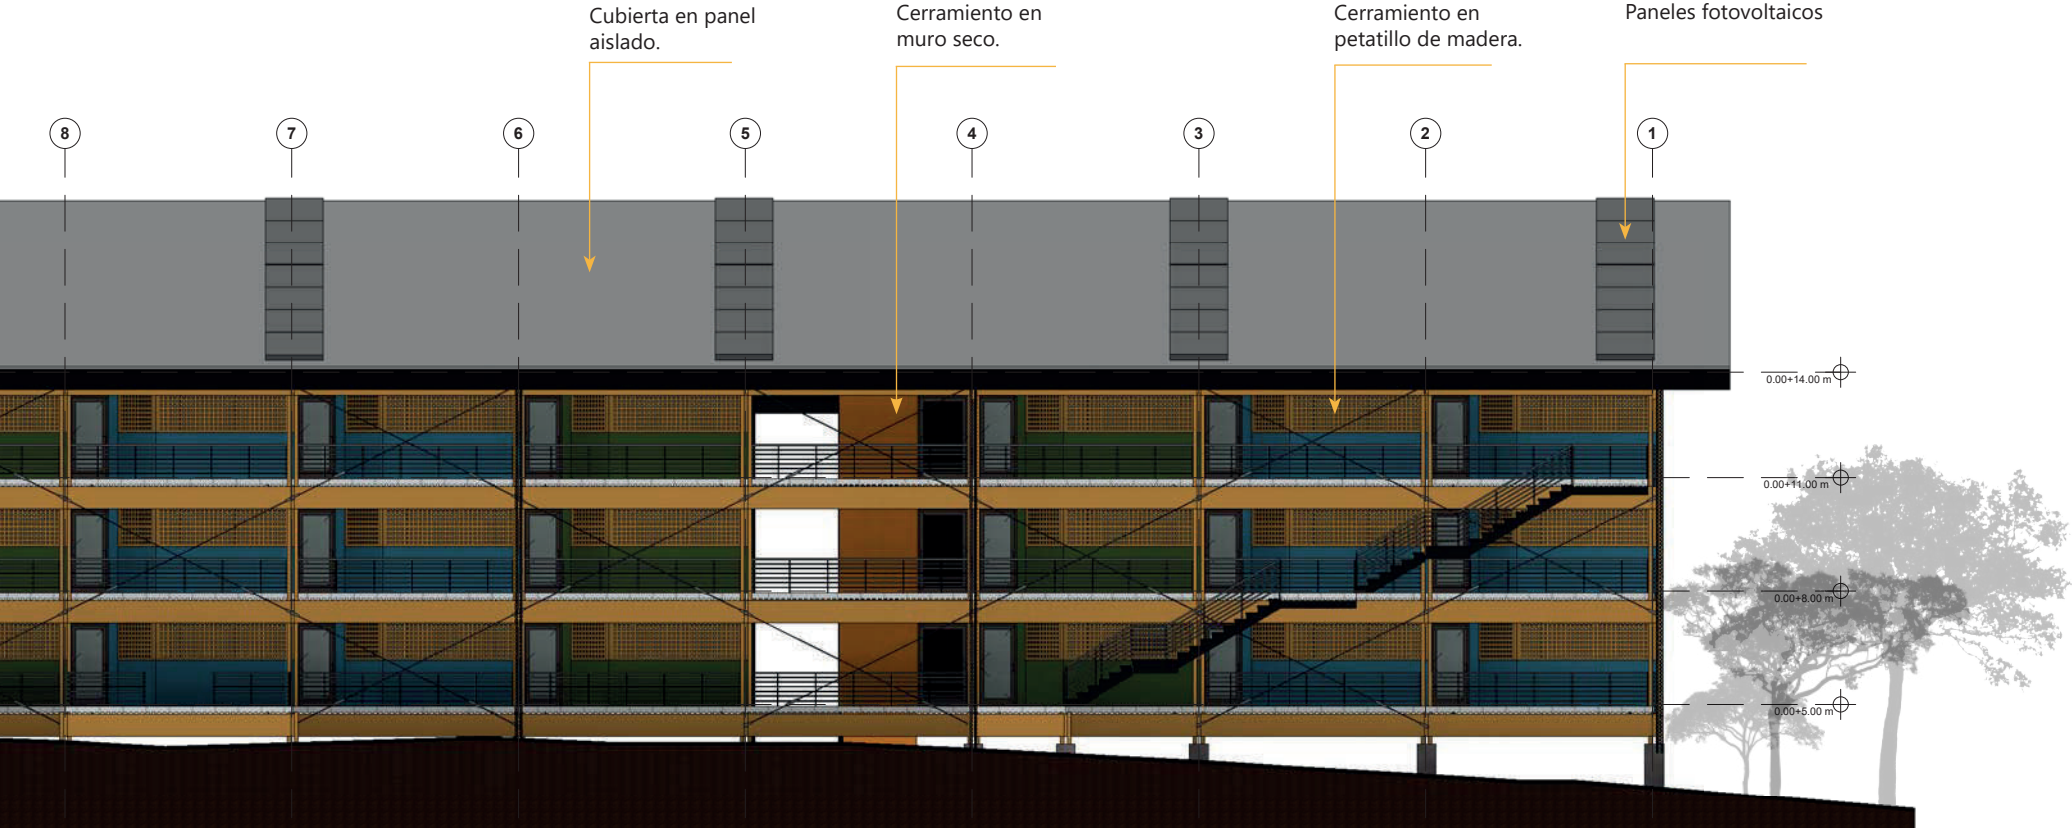 Cubierta en panel
aislado.
Cerramiento en
muro seco.
Cerramiento en
petatillo de madera.
Paneles fotovoltaicos
8
7
6
5
4
3
2
1
0.00+14.00 m
0.00+11.00 m
0.00+8.00 m
0.00+5.00 m